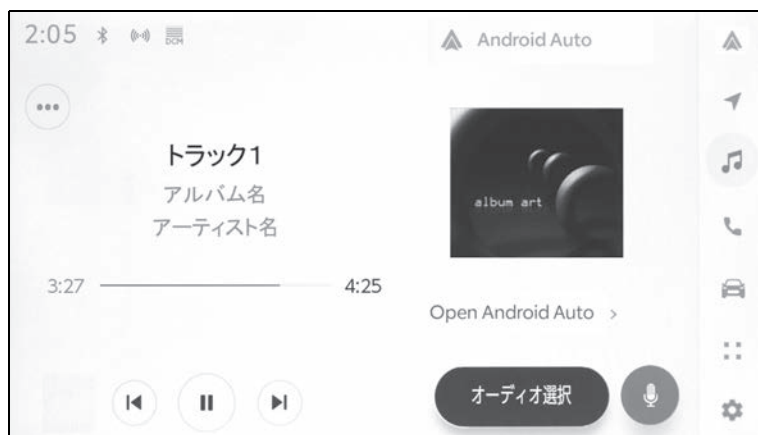 2:05
DCM
Android Auto
トラック1
アルバム名
アーティスト名
album art
3:27
4:25
Open Android Auto >
オーディオ選択